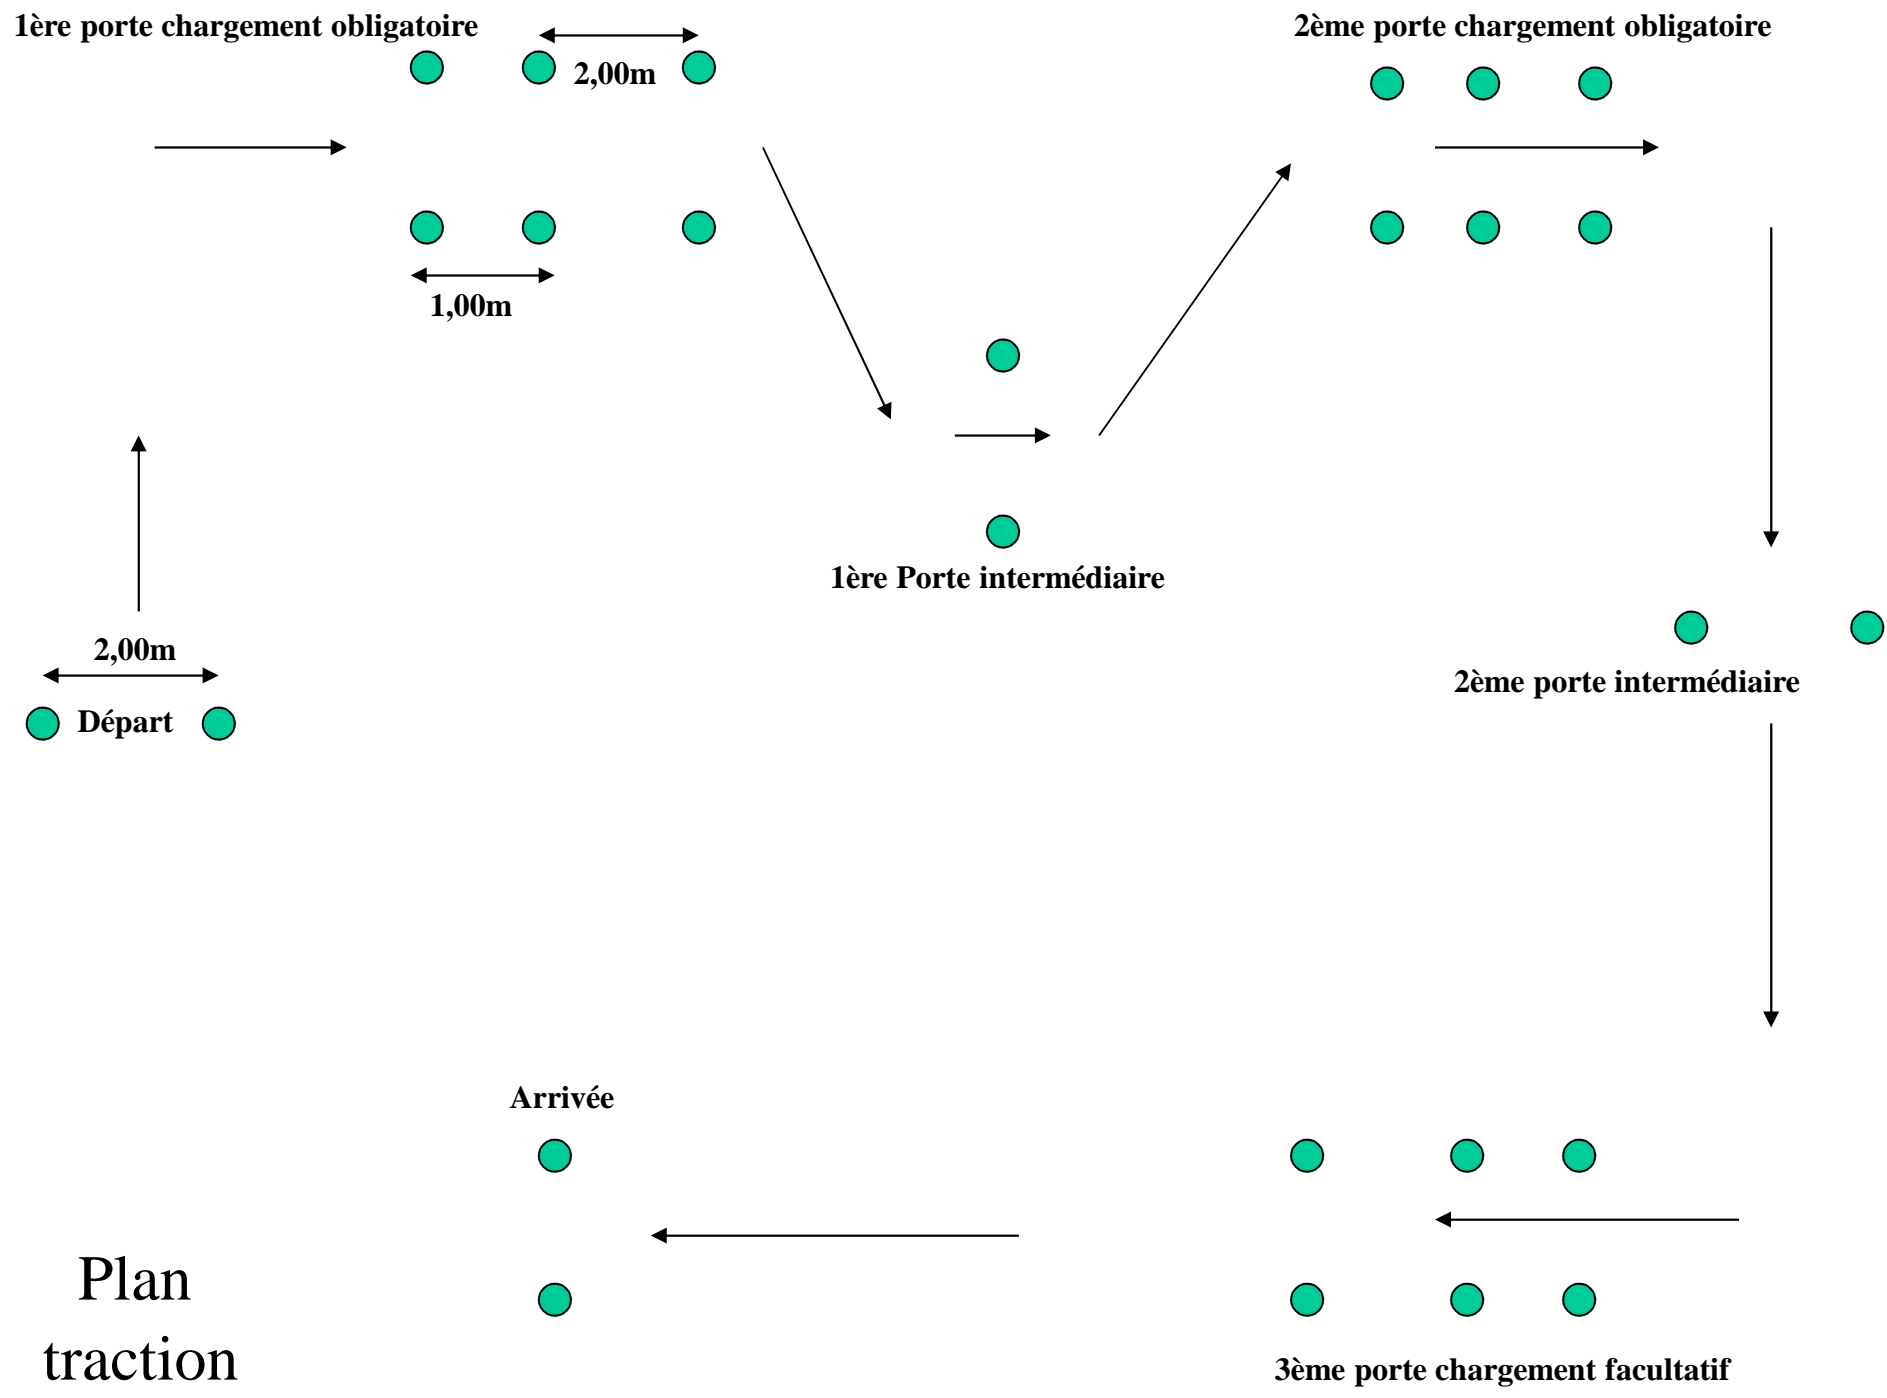 1ère porte chargement obligatoire
2ème porte chargement obligatoire
2,00m
1,00m
1ère Porte intermédiaire
2,00m
2ème porte intermédiaire
Départ
Arrivée
Plan
traction
3ème porte chargement facultatif